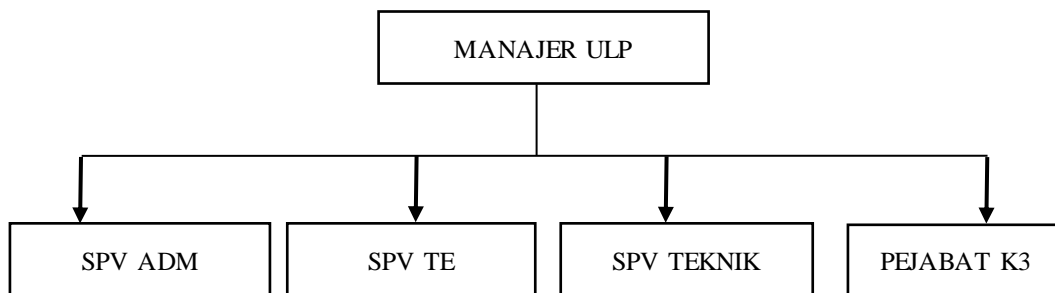 MANAJER ULP
SPV ADM
SPV TE
SPV TEKNIK
PEJABAT K3